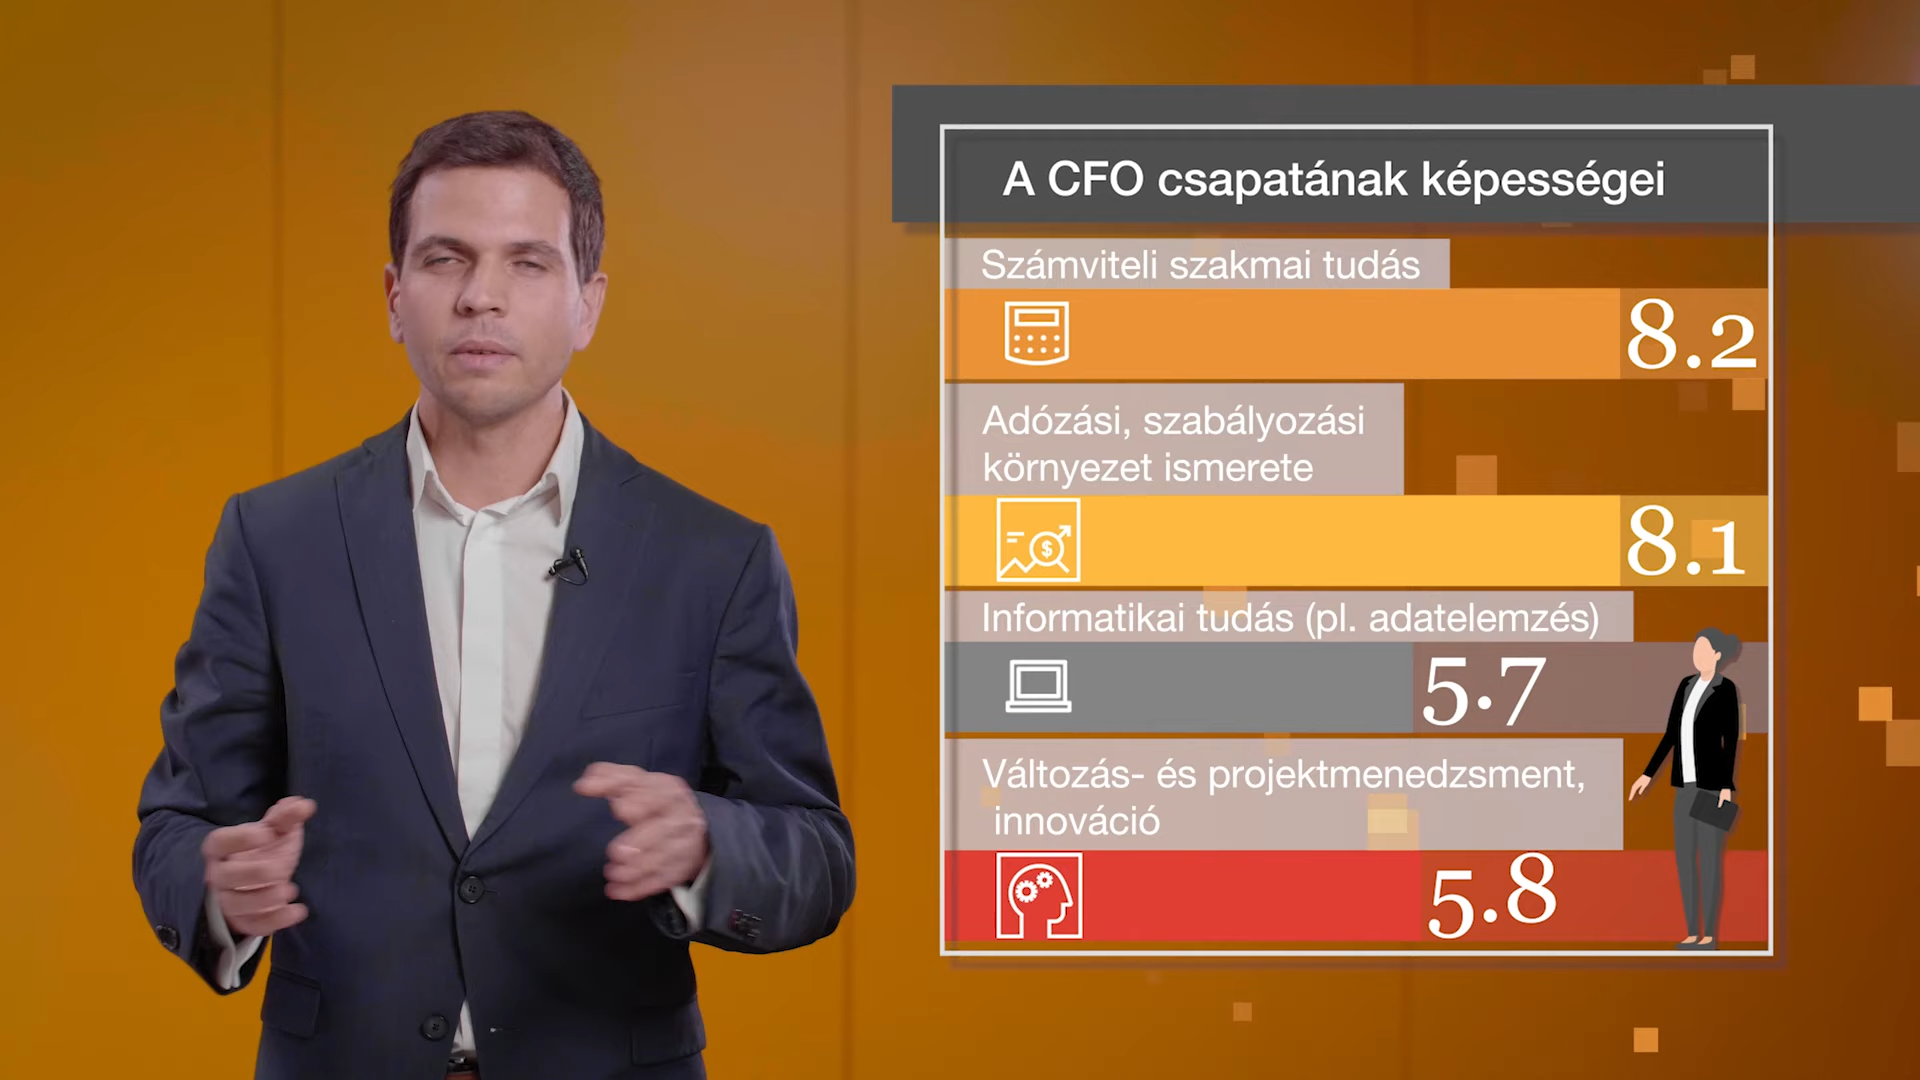 A CFO csapatának képességei
Számviteli szakmai tudás
8.2
Adózási, szabályozási
környezet ismerete
$
8.1
Informatikai tudás (pl. adatelemzés)
5.7
Változás- és projektmenedzsment,
innováció
5.8